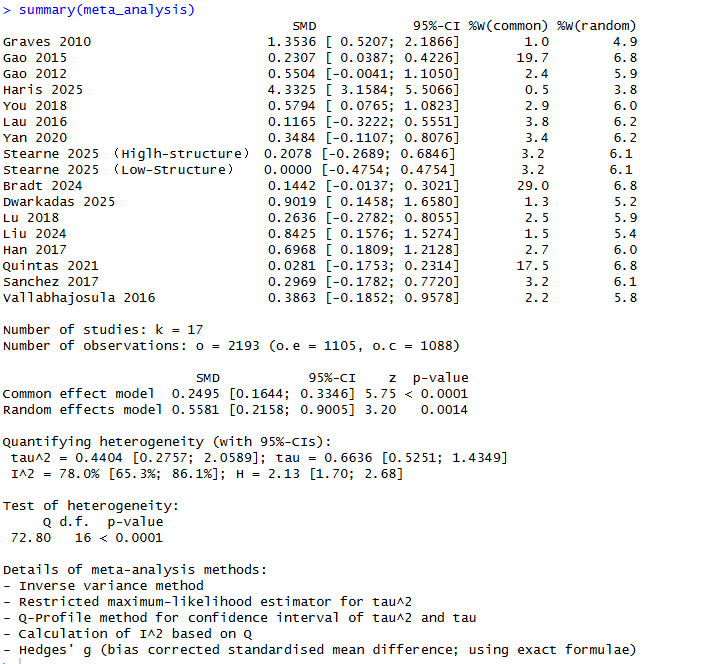 > summary(meta_analysis)
SMD 95%-CI %W(common) %W(random)
Graves 2010 1.3536 [ 0.5207; 2.1866] 1.0 4.9
Gao 2015 0.2307 [ 0.0387; 0.4226] 19.7 6.8
Gao 2012 0.5504 [-0.0041; 1.1050] 2.4 5.9
Haris 2025 4.3325 [ 3.1584; 5.5066] 0.5 3.8
You 2018 0.5794 [ 0.0765; 1.0823] 2.9 6.0
Lau 2016 0.1165 [-0.3222; 0.5551] 3.8 6.2
Yan 2020 0.3484 [-0.1107; 0.8076] 3.4 6.2
Stearne 2025 （Higlh-structure） 0.2078 [-0.2689; 0.6846] 3.2 6.1
Stearne 2025 （Low-Structure） 0.0000 [-0.4754; 0.4754] 3.2 6.1
Bradt 2024 0.1442 [-0.0137; 0.3021] 29.0 6.8
Dwarkadas 2025 0.9019 [ 0.1458; 1.6580] 1.3 5.2
Lu 2018 0.2636 [-0.2782; 0.8055] 2.5 5.9
Liu 2024 0.8425 [ 0.1576; 1.5274] 1.5 5.4
Han 2017 0.6968 [ 0.1809; 1.2128] 2.7 6.0
Quintas 2021 0.0281 [-0.1753; 0.2314] 17.5 6.8
Sanchez 2017 0.2969 [-0.1782; 0.7720] 3.2 6.1
Vallabhajosula 2016 0.3863 [-0.1852; 0.9578] 2.2 5.8
Number of studies: k = 17
Number of observations: o = 2193 (o.e = 1105, o.c = 1088)
SMD 95%-CI z p-value
Common effect model 0.2495 [0.1644; 0.3346] 5.75 < 0.0001
Random effects model 0.5581 [0.2158; 0.9005] 3.20 0.0014
Quantifying heterogeneity (with 95%-CIs):
tau^2 = 0.4404 [0.2757; 2.0589]; tau = 0.6636 [0.5251; 1.4349]
I^2 = 78.0% [65.3%; 86.1%]; H = 2.13 [1.70; 2.68]
Test of heterogeneity:
Q d.f. p-value
72.80 16 < 0.0001
Details of meta-analysis methods:
- Inverse variance method
- Restricted maximum-likelihood estimator for tau^2
- Q-Profile method for confidence interval of tau^2 and tau
- Calculation of I^2 based on Q
- Hedges' g (bias corrected standardised mean difference; using exact formulae)